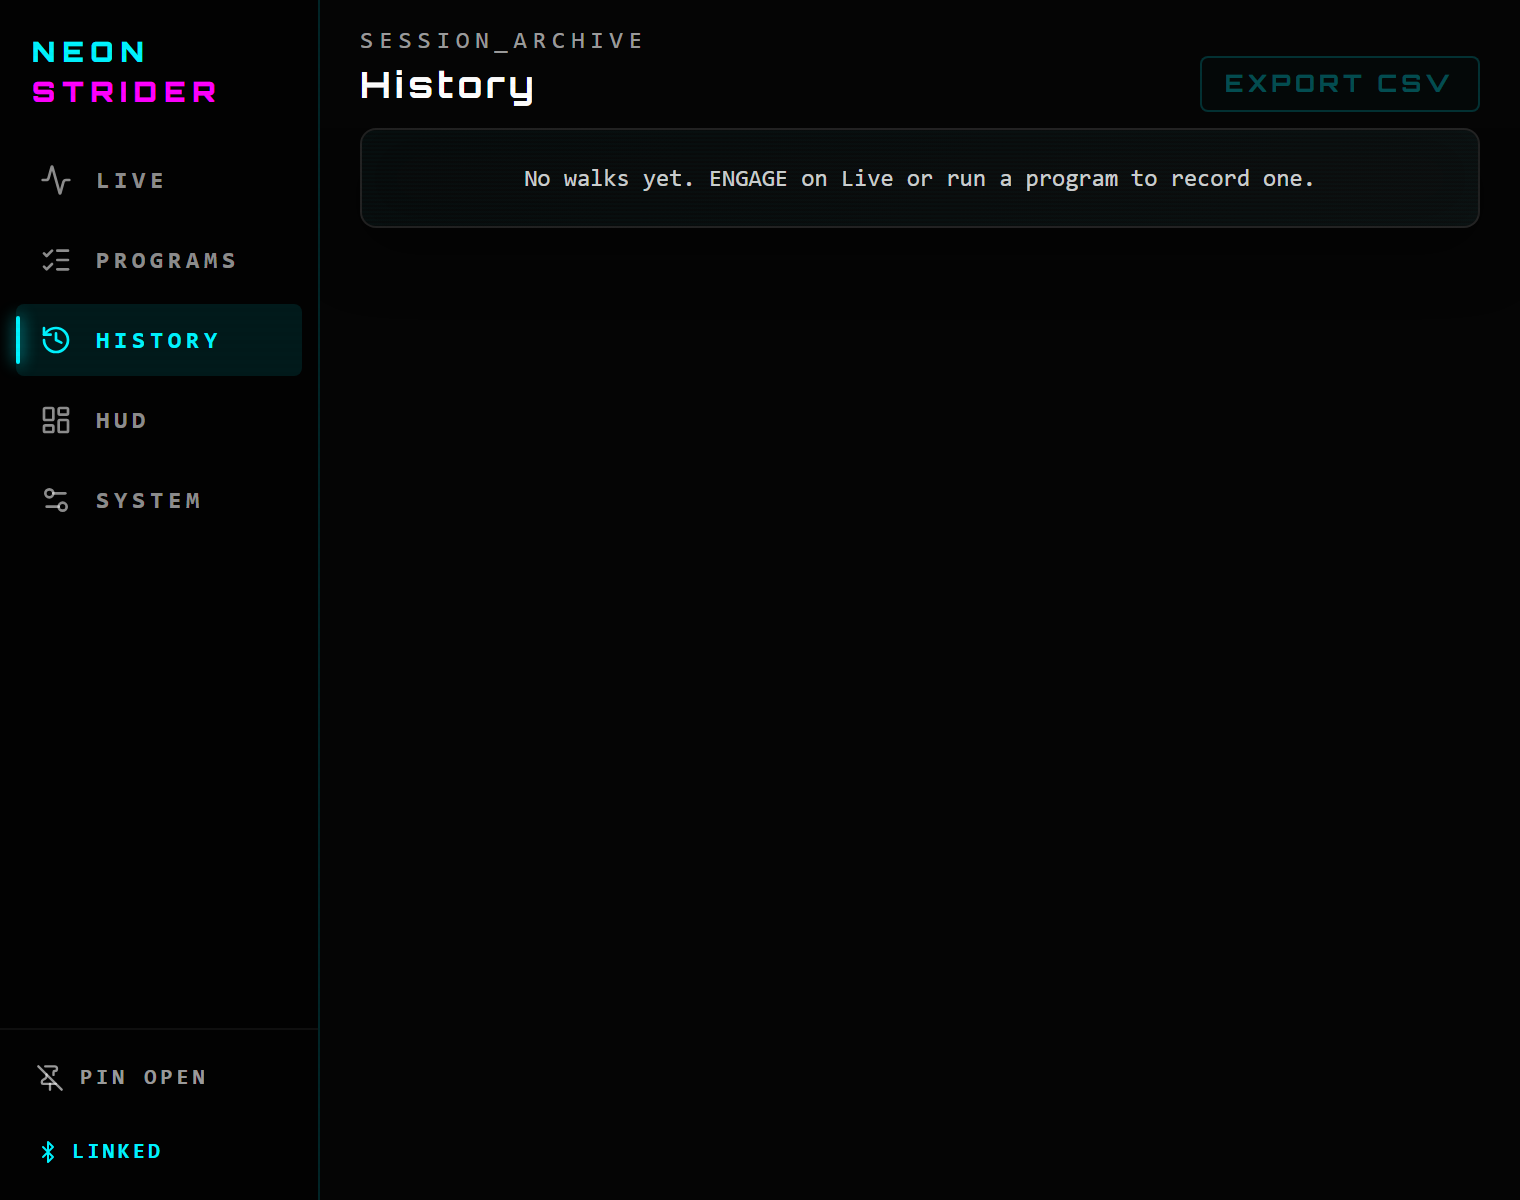 NEON
STRIDER
LIVE
PROGRAMS
HISTORY
HUD
SYSTEM
PIN OPEN
LINKED
SESSION_ARCHIVE
History
EXPORT CSV
No walks yet. ENGAGE on Live or run a program to record one.